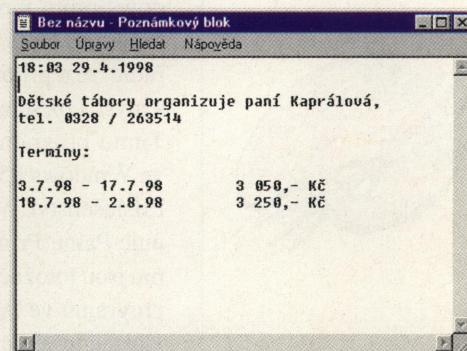 Bez názvu - Poznámkový blok
Soubor Úpravy Hledat Nápověda
18:03 29.4.1998
Dětské tábory organizuje paní Kaprálová,
tel. 0328 / 263514
Termíny:
3.7.98 - 17.7.98 3 050,- Kč
18.7.98 - 2.8.98 3 250,- Kč